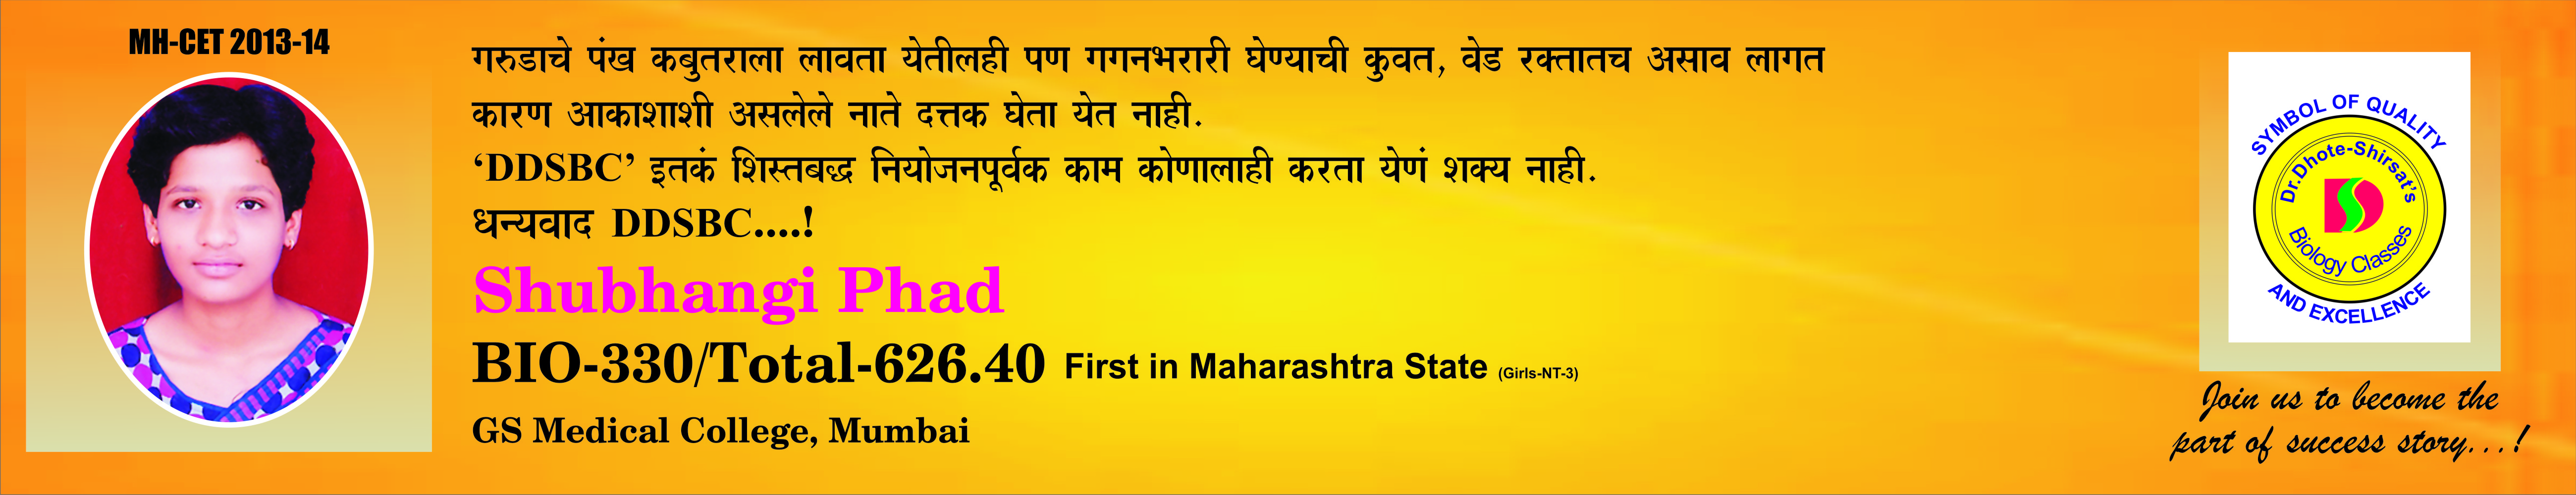 MH-CET 2013-14
गरुडाचे पंख कबुतराला लावता येतीलही पण गगनभरारी घेण्याची कुवत, वेड रक्तातच असाव लागत
कारण आकाशाशी असलेले नाते दत्तक घेता येत नाही.
‘DDSBC’ इतकं शिस्तबद्ध नियोजनपूर्वक काम कोणालाही करता येणं शक्य नाही.
धन्यवाद DDSBC....!
Shubhangi Phad
BIO-330/Total-626.40 First in Maharashtra State (Girls-NT-3)
GS Medical College, Mumbai
SYMBOL OF QUALITY
Dr.Dhote-Shirsat's
Biology Classes
AND EXCELLENCE
Join us to become the
part of success story...!